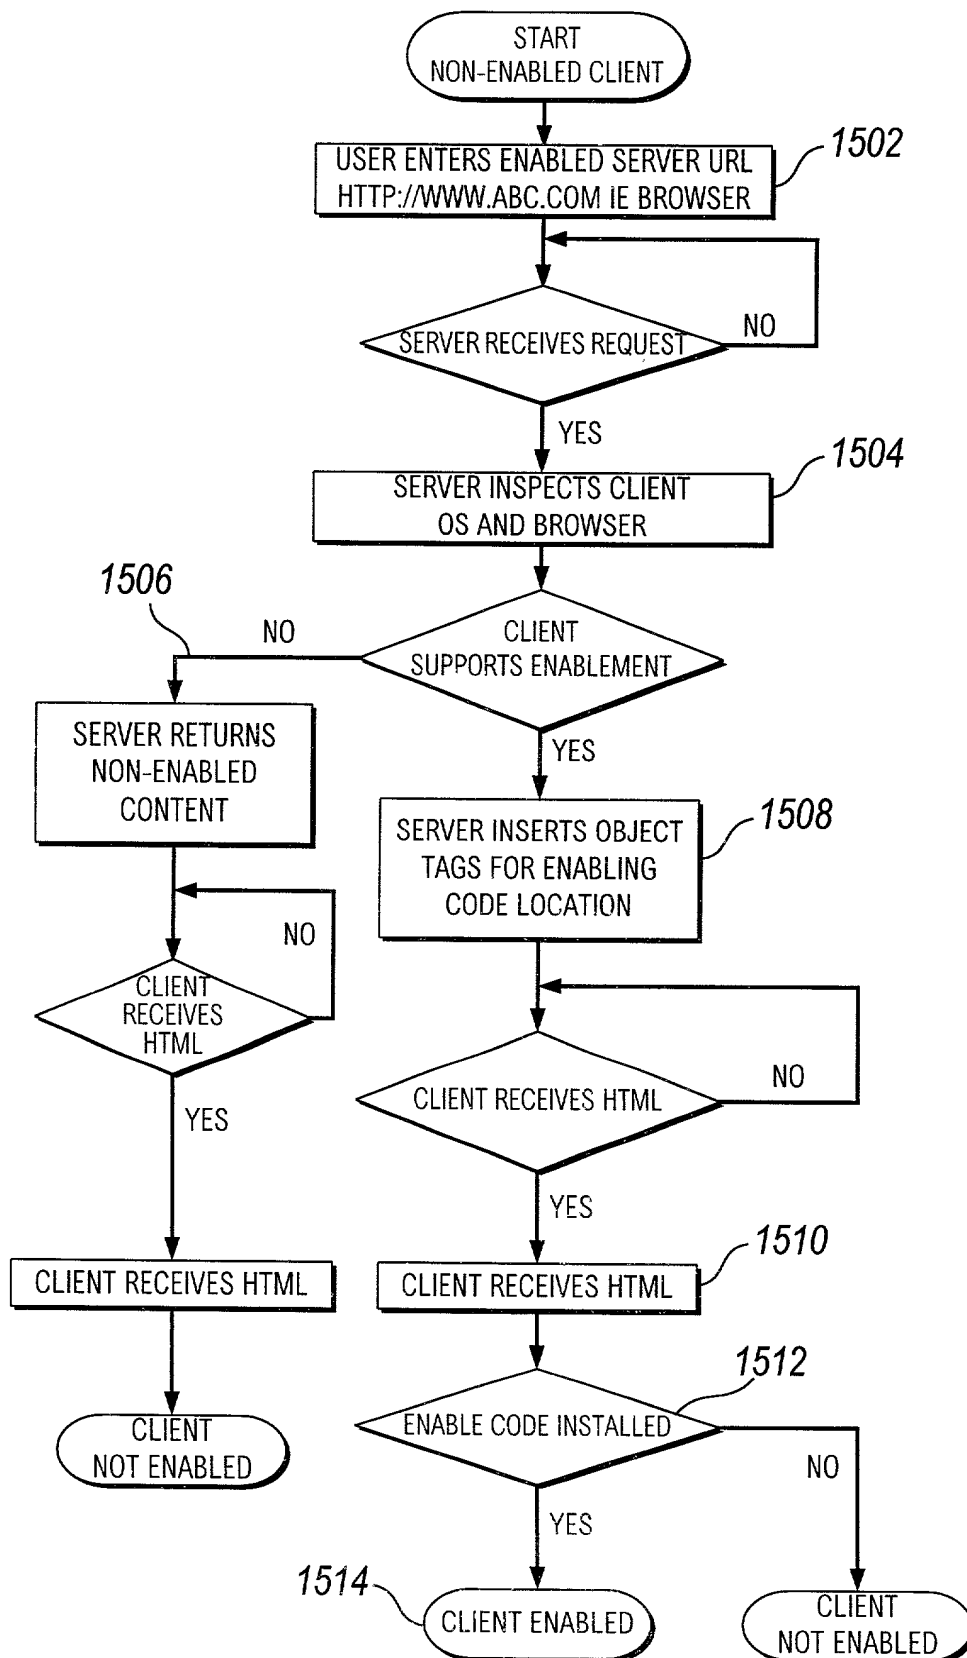 START
NON-ENABLED CLIENT
1502
USER ENTERS ENABLED SERVER URL
HTTP://WWW.ABC.COM IE BROWSER
SERVER RECEIVES REQUEST
NO
YES
1504
SERVER INSPECTS CLIENT
OS AND BROWSER
1506
NO
CLIENT
SUPPORTS ENABLEMENT
YES
SERVER RETURNS
NON-ENABLED
CONTENT
1508
SERVER INSERTS OBJECT
TAGS FOR ENABLING
CODE LOCATION
NO
CLIENT
RECEIVES
HTML
YES
CLIENT RECEIVES HTML
NO
YES
CLIENT RECEIVES HTML
1510
CLIENT RECEIVES HTML
1512
ENABLE CODE INSTALLED
CLIENT
NOT ENABLED
NO
YES
1514
CLIENT ENABLED
CLIENT
NOT ENABLED